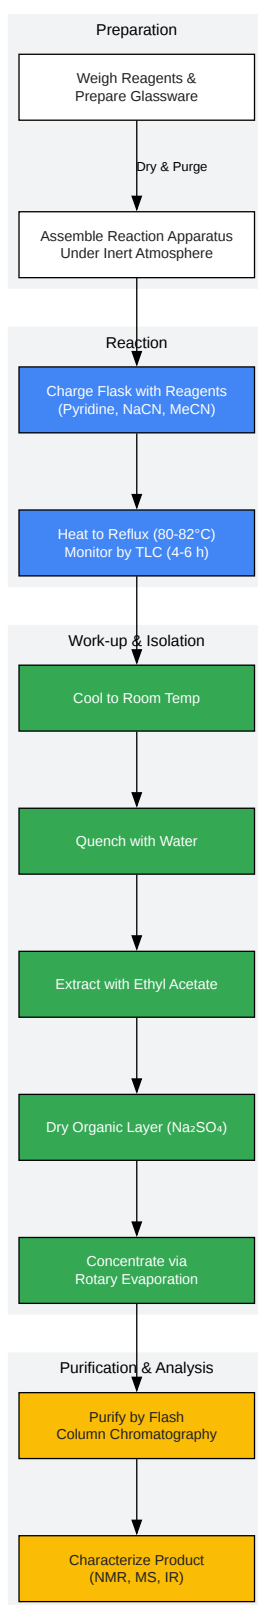 Preparation
Weigh Reagents &
Prepare Glassware
Dry & Purge
Assemble Reaction Apparatus
Under Inert Atmosphere
Reaction
Charge Flask with Reagents
(Pyridine, NaCN, MeCN)
Heat to Reflux (80-82°C)
Monitor by TLC (4-6 h)
Work-up & Isolation
Cool to Room Temp
Quench with Water
Extract with Ethyl Acetate
Dry Organic Layer (Na₂SO₄)
Concentrate via
Rotary Evaporation
Purification & Analysis
Purify by Flash
Column Chromatography
Characterize Product
(NMR, MS, IR)